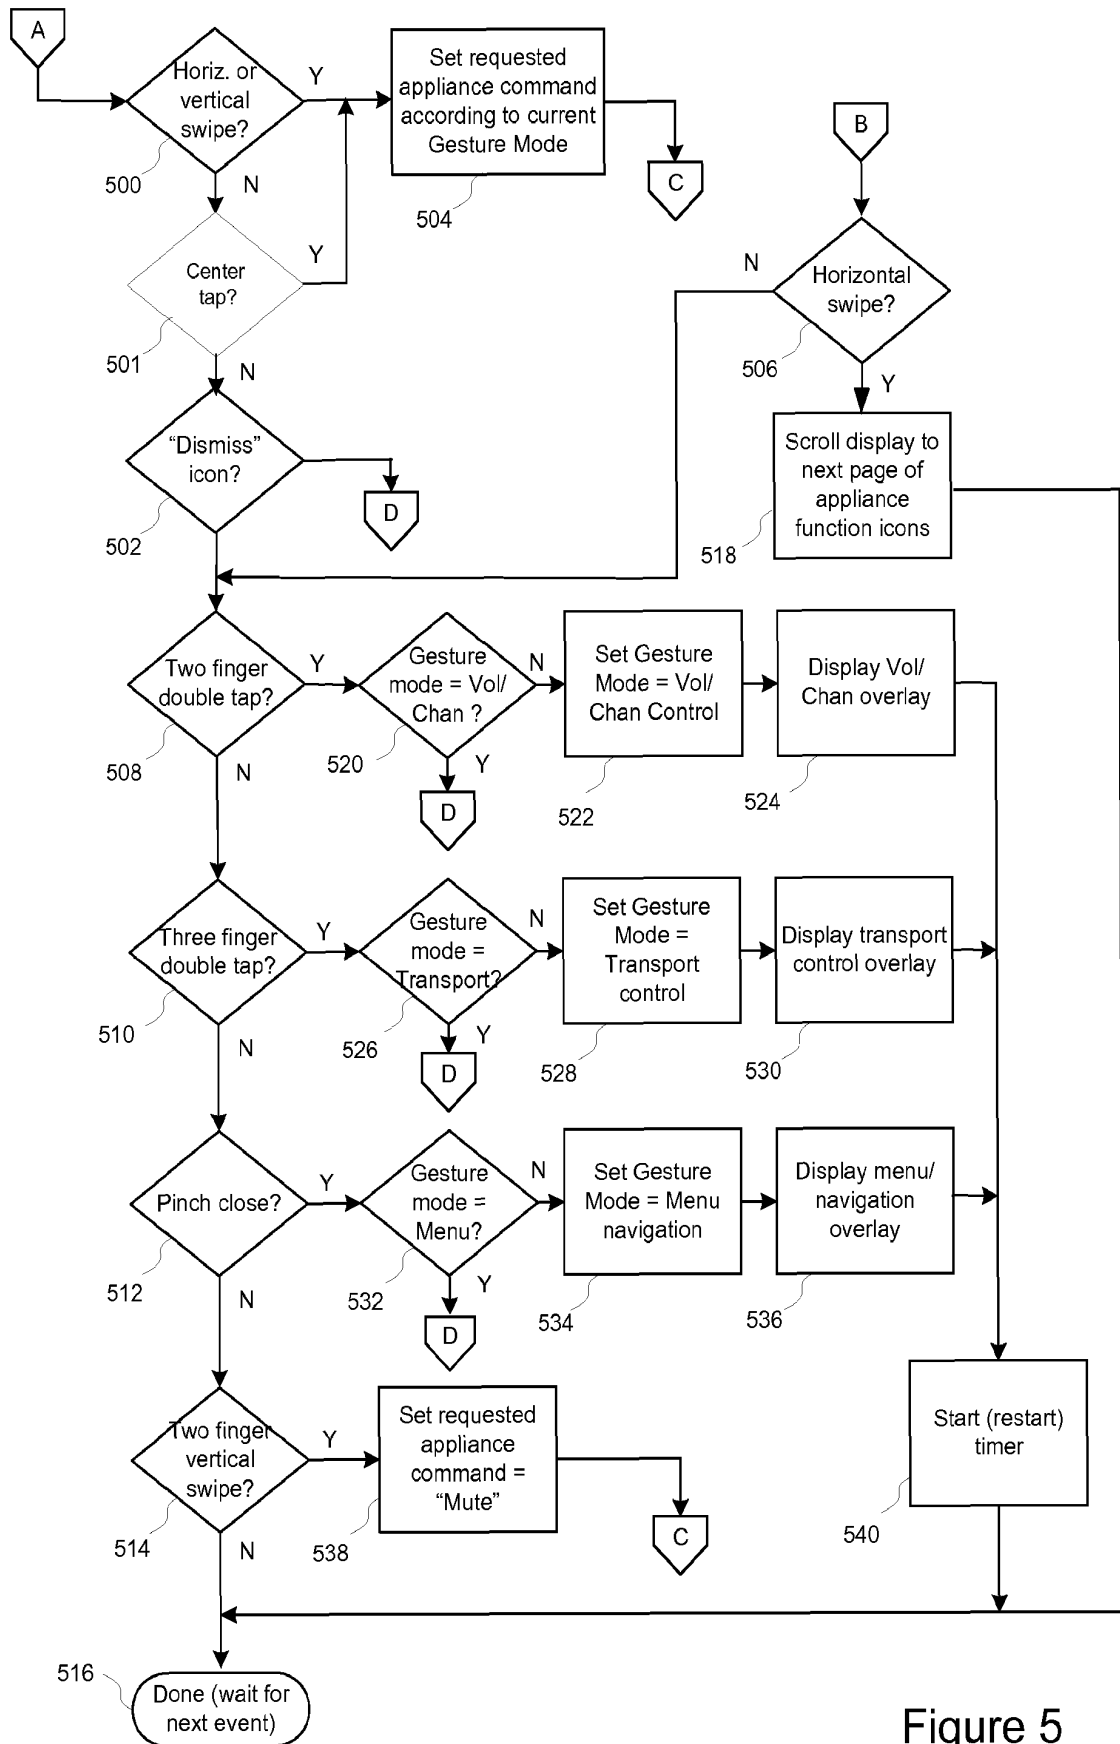 A
Horiz. or
vertical
swipe?
Y
500
N
Set requested
appliance command
according to current
Gesture Mode
504
C
B
Center
tap?
Y
501
N
Horizontal
swipe?
N
506
Y
"Dismiss"
icon?
502
D
Scroll display to
next page of
appliance
function icons
518
Two finger
double tap?
Y
508
N
Gesture
mode = Vol/
Chan ?
N
520
Y
D
Set Gesture
Mode = Vol/
Chan Control
522
Display Vol/
Chan overlay
524
Three finger
double tap?
Y
510
N
Gesture
mode =
Transport?
N
526
Y
D
Set Gesture
Mode =
Transport
control
528
Display transport
control overlay
530
Pinch close?
Y
512
N
Gesture
mode =
Menu?
N
532
Y
D
Set Gesture
Mode = Menu
navigation
534
Display menu/
navigation
overlay
536
Two finger
vertical
swipe?
Y
514
N
Set requested
appliance
command =
"Mute"
538
C
Start (restart)
timer
540
516
Done (wait for
next event)
Figure 5